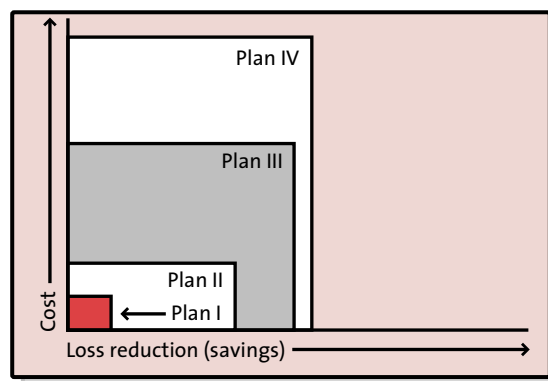 Plan IV
Plan III
Plan II
Plan I
Cost
Loss reduction (savings)